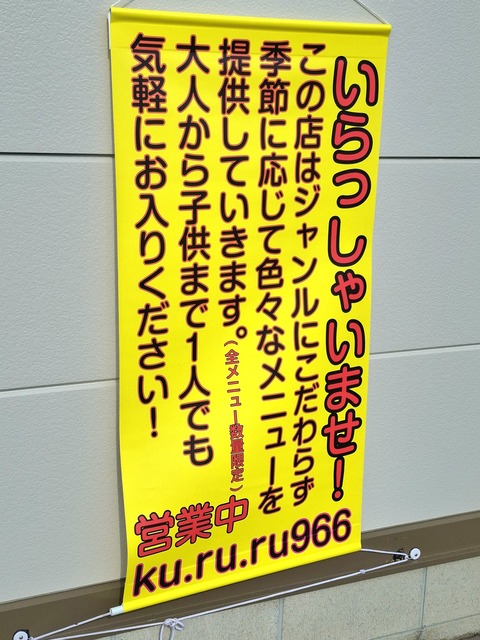 いらっしゃいませ！
この店はジャンルにこだわらず
季節に応じて色々なメニューを
提供していきます。（全メニュー数量限定）
大人から子供まで1人でも
気軽にお入りください！
営業中
ku.ru.ru966